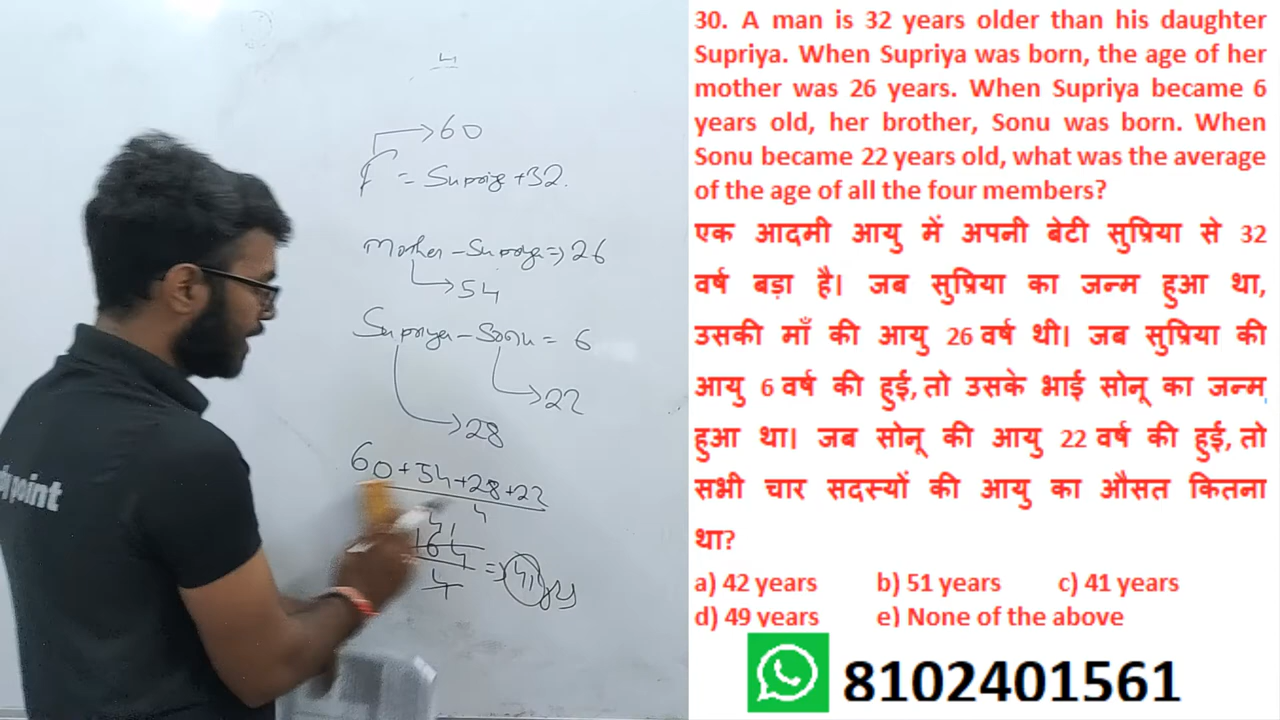 4
→60
F = Supriya +32.
Mother - Supriya ⇒ 26
→54
Supriya - Sonu = 6
→22
→28
60+54+28+22
4
41
164
4
⇒ 41 yrs
point
30. A man is 32 years older than his daughter
Supriya. When Supriya was born, the age of her
mother was 26 years. When Supriya became 6
years old, her brother, Sonu was born. When
Sonu became 22 years old, what was the average
of the age of all the four members?
एक आदमी आयु में अपनी बेटी सुप्रिया से 32
वर्ष बड़ा है। जब सुप्रिया का जन्म हुआ था,
उसकी माँ की आयु 26 वर्ष थी। जब सुप्रिया की
आयु 6 वर्ष की हुई, तो उसके भाई सोनू का जन्म
हुआ था। जब सोनू की आयु 22 वर्ष की हुई, तो
सभी चार सदस्यों की आयु का औसत कितना
था?
a) 42 years b) 51 years c) 41 years
d) 49 years e) None of the above
8102401561